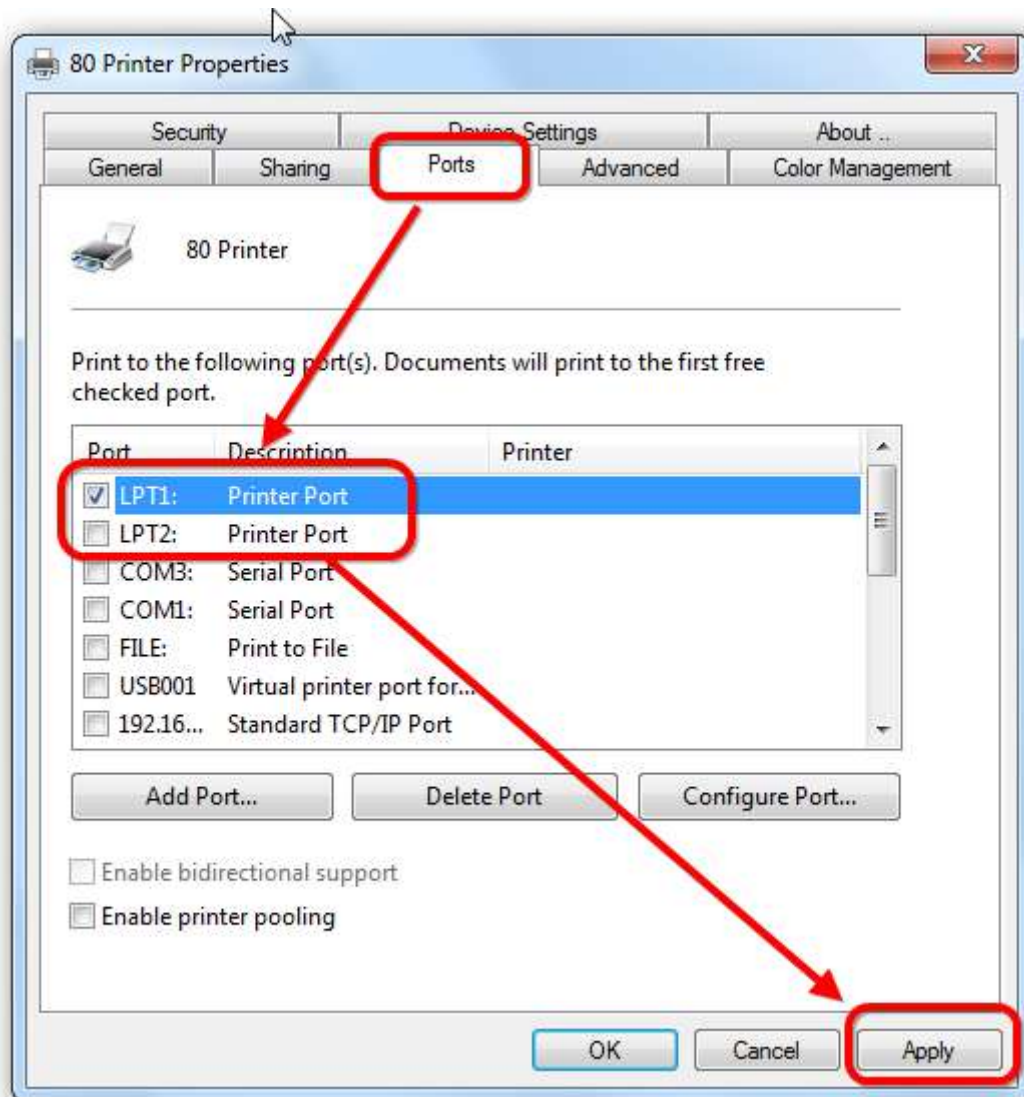 80 Printer Properties
Security Device Settings About ..
General Sharing Ports Advanced Color Management
80 Printer
Print to the following port(s). Documents will print to the first free
checked port.
Port Description Printer
LPT1: Printer Port
LPT2: Printer Port
COM3: Serial Port
COM1: Serial Port
FILE: Print to File
USB001 Virtual printer port for...
192.16... Standard TCP/IP Port
Add Port... Delete Port Configure Port...
Enable bidirectional support
Enable printer pooling
OK Cancel Apply